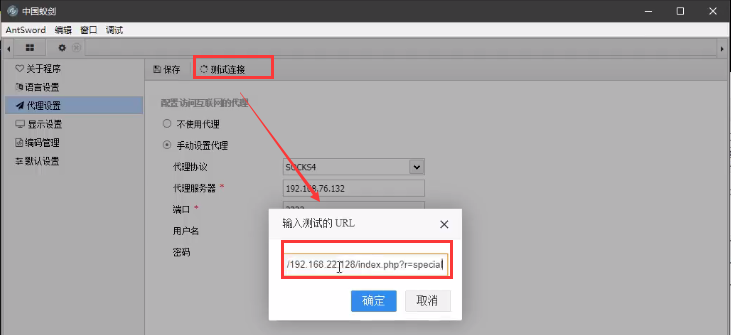 中国蚁剑
AntSword 编辑 窗口 调试
关于程序
语言设置
代理设置
显示设置
编码管理
默认设置
保存 测试连接
配置访问互联网的代理
不使用代理
手动设置代理
代理协议 SOCKS4
代理服务器 * 192.168.76.132
端口 *
用户名
密码
输入测试的 URL
/192.168.22.128/index.php?r=special
确定 取消